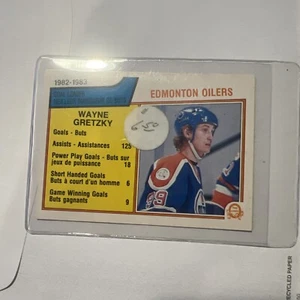 1982-1983
EDMONTON OILERS
WAYNE
GRETZKY
Goals - Buts
Assists - Assistances 125
Power Play Goals - Buts sur
jeu de puissance 18
Short Handed Goals
Buts à court d'un homme 6
Game Winning Goals
Buts gagnants 9
99
RECYCLED PAPER